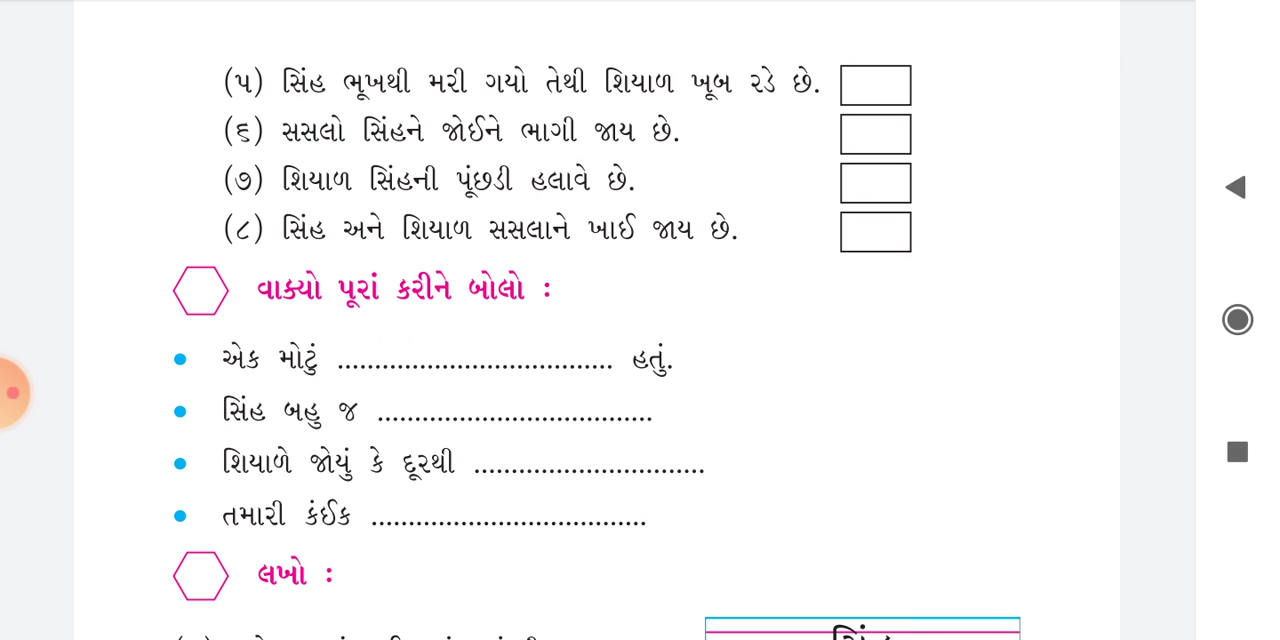 (૫) સિંહ ભૂખથી મરી ગયો તેથી શિયાળ ખૂબ રડે છે.
(૬) સસલો સિંહને જોઈને ભાગી જાય છે.
(૭) શિયાળ સિંહની પૂંછડી હલાવે છે.
(૮) સિંહ અને શિયાળ સસલાને ખાઈ જાય છે.
વાક્યો પૂરાં કરીને બોલો :
• એક મોટું ..................................... હતું.
• સિંહ બહુ જ .....................................
• શિયાળે જોયું કે દૂરથી ...............................
• તમારી કંઈક .....................................
લખો :